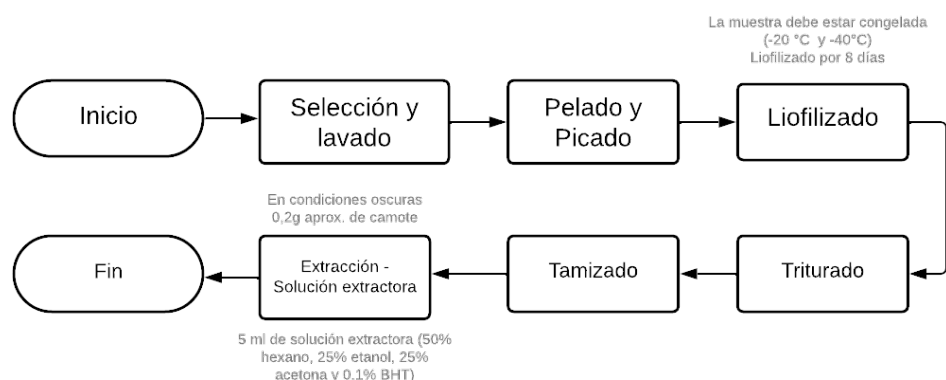 La muestra debe estar congelada
(-20 °C y -40°C)
Liofilizado por 8 días
Inicio
Selección y
lavado
Pelado y
Picado
Liofilizado
En condiciones oscuras
0,2g aprox. de camote
Fin
Extracción -
Solución extractora
Tamizado
Triturado
5 ml de solución extractora (50%
hexano, 25% etanol, 25%
acetona y 0.1% BHT)